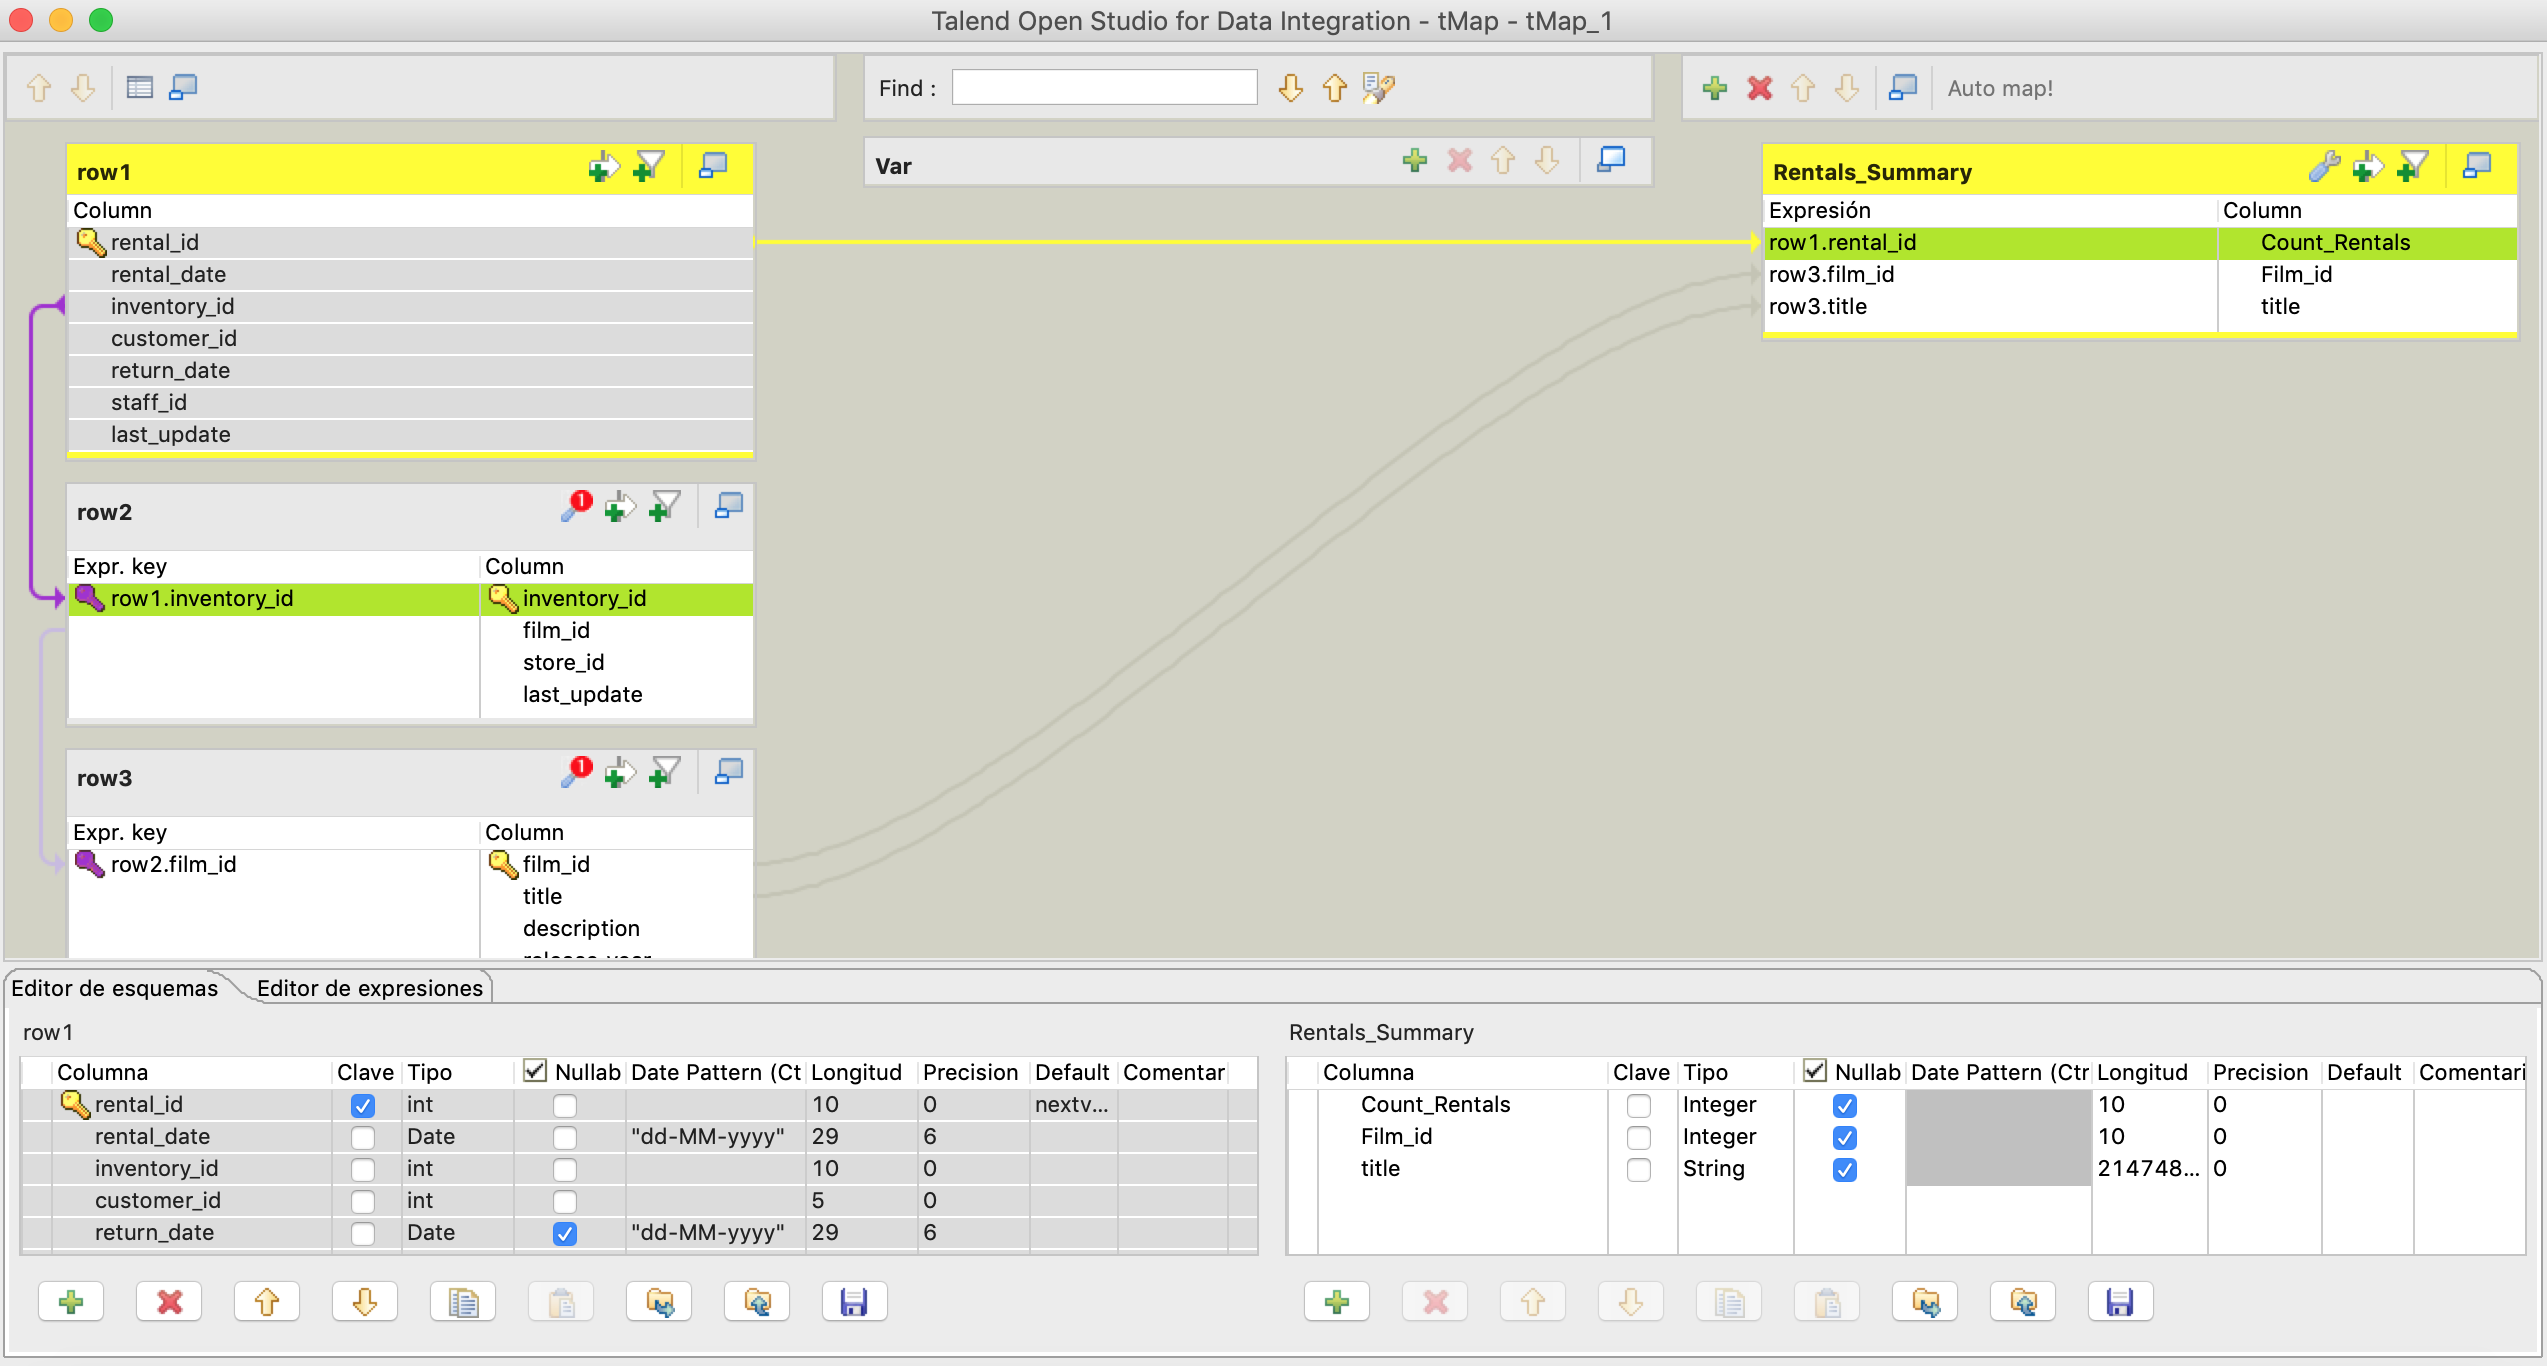 Talend Open Studio for Data Integration - tMap - tMap_1
Find :
Auto map!
row1
Column
rental_id
rental_date
inventory_id
customer_id
return_date
staff_id
last_update
row2
1
Expr. key Column
row1.inventory_id inventory_id
film_id
store_id
last_update
row3
1
Expr. key Column
row2.film_id film_id
title
description
Var
Rentals_Summary
Expresión Column
row1.rental_id Count_Rentals
row3.film_id Film_id
row3.title title
Editor de esquemas Editor de expresiones
row1
Columna Clave Tipo Nullab Date Pattern (Ct Longitud Precision Default Comentar
rental_id int 10 0 nextv...
rental_date Date "dd-MM-yyyy" 29 6
inventory_id int 10 0
customer_id int 5 0
return_date Date "dd-MM-yyyy" 29 6
Rentals_Summary
Columna Clave Tipo Nullab Date Pattern (Ctr Longitud Precision Default Comentari
Count_Rentals Integer 10 0
Film_id Integer 10 0
title String 214748... 0